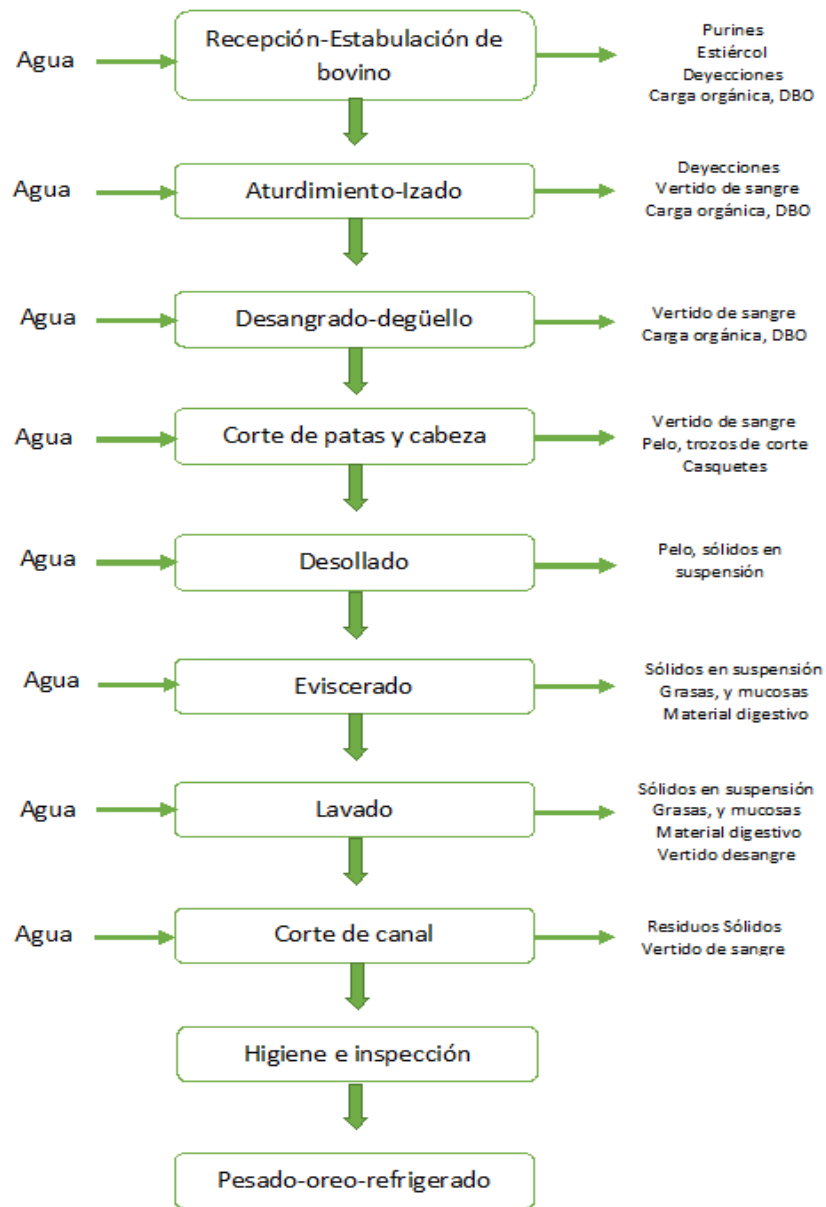 Agua
Recepción-Estabulación de
bovino
Purines
Estiércol
Deyecciones
Carga orgánica, DBO
Agua
Aturdimiento-Izado
Deyecciones
Vertido de sangre
Carga orgánica, DBO
Agua
Desangrado-degüello
Vertido de sangre
Carga orgánica, DBO
Agua
Corte de patas y cabeza
Vertido de sangre
Pelo, trozos de corte
Casquetes
Agua
Desollado
Pelo, sólidos en
suspensión
Agua
Eviscerado
Sólidos en suspensión
Grasas, y mucosas
Material digestivo
Agua
Lavado
Sólidos en suspensión
Grasas, y mucosas
Material digestivo
Vertido desangre
Agua
Corte de canal
Residuos Sólidos
Vertido de sangre
Higiene e inspección
Pesado-oreo-refrigerado